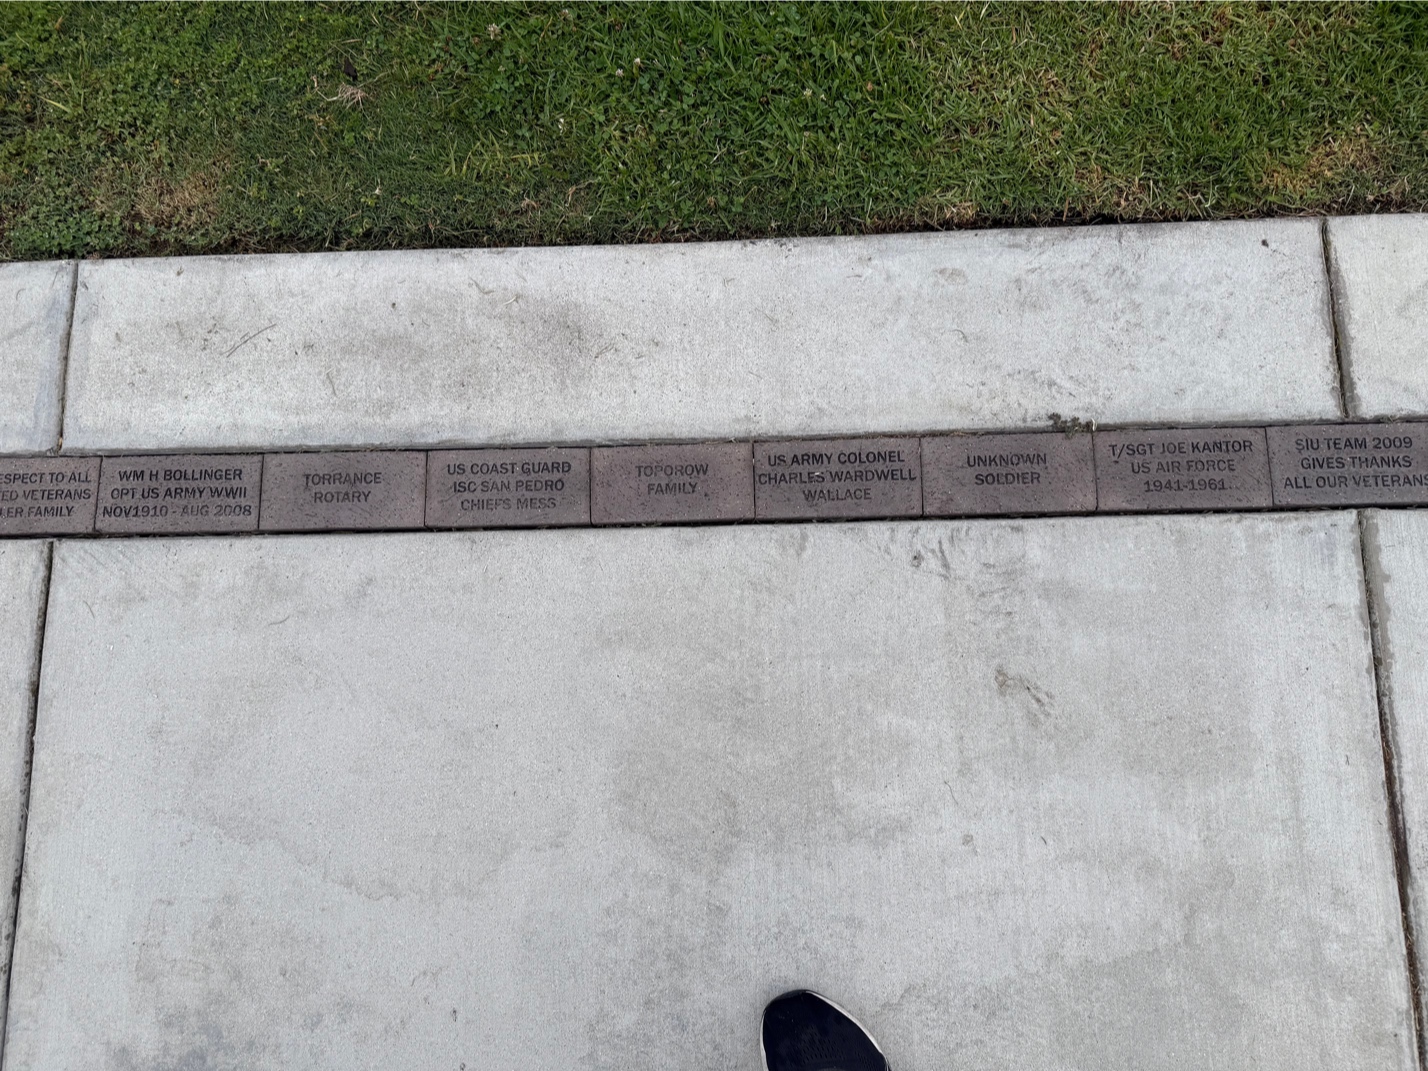 ESPECT TO ALL
ED VETERANS
LER FAMILY
WM H BOLLINGER
CPT US ARMY WWII
NOV1910 - AUG 2008
TORRANCE
ROTARY
US COAST GUARD
ISC SAN PEDRO
CHIEFS MESS
TOPOROW
FAMILY
US ARMY COLONEL
CHARLES WARDWELL
WALLACE
UNKNOWN
SOLDIER
T/SGT JOE KANTOR
US AIR FORCE
1941-1961
SIU TEAM 2009
GIVES THANKS
ALL OUR VETERANS